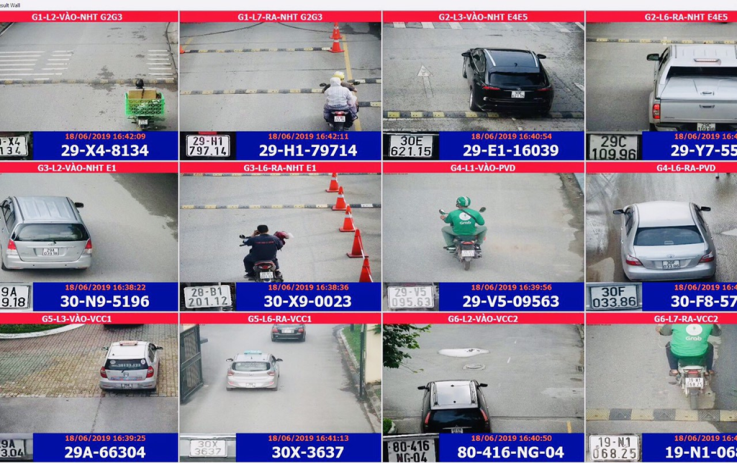 sult Wall
G1-L2-VÀO-NHT G2G3
G1-L7-RA-NHT G2G3
G2-L3-VÀO-NHT E4E5
G2-L6-RA-NHT E4E5
18/06/2019 16:42:09
29-X4-8134
29-H1
797.14
18/06/2019 16:42:11
29-H1-79714
30E
621.15
18/06/2019 16:40:54
29-E1-16039
29C
109.96
18/06/2019 16:4
29-Y7-55
G3-L2-VÀO-NHT E1
G3-L6-RA-NHT E1
G4-L1-VÀO-PVD
G4-L6-RA-PVD
9A
9.18
18/06/2019 16:38:22
30-N9-5196
28-B1
201.12
18/06/2019 16:38:36
30-X9-0023
29-V5
095.63
18/06/2019 16:39:56
29-V5-09563
30F
033.86
18/06/2019 16:4
30-F8-57
G5-L3-VÀO-VCC1
G5-L6-RA-VCC1
G6-L2-VÀO-VCC2
G6-L7-RA-VCC2
9A
3.04
18/06/2019 16:39:25
29A-66304
30X
3637
18/06/2019 16:41:13
30X-3637
80-416
NG-04
18/06/2019 16:40:50
80-416-NG-04
19-N1
068.25
18/06/2019 16:4
19-N1-068